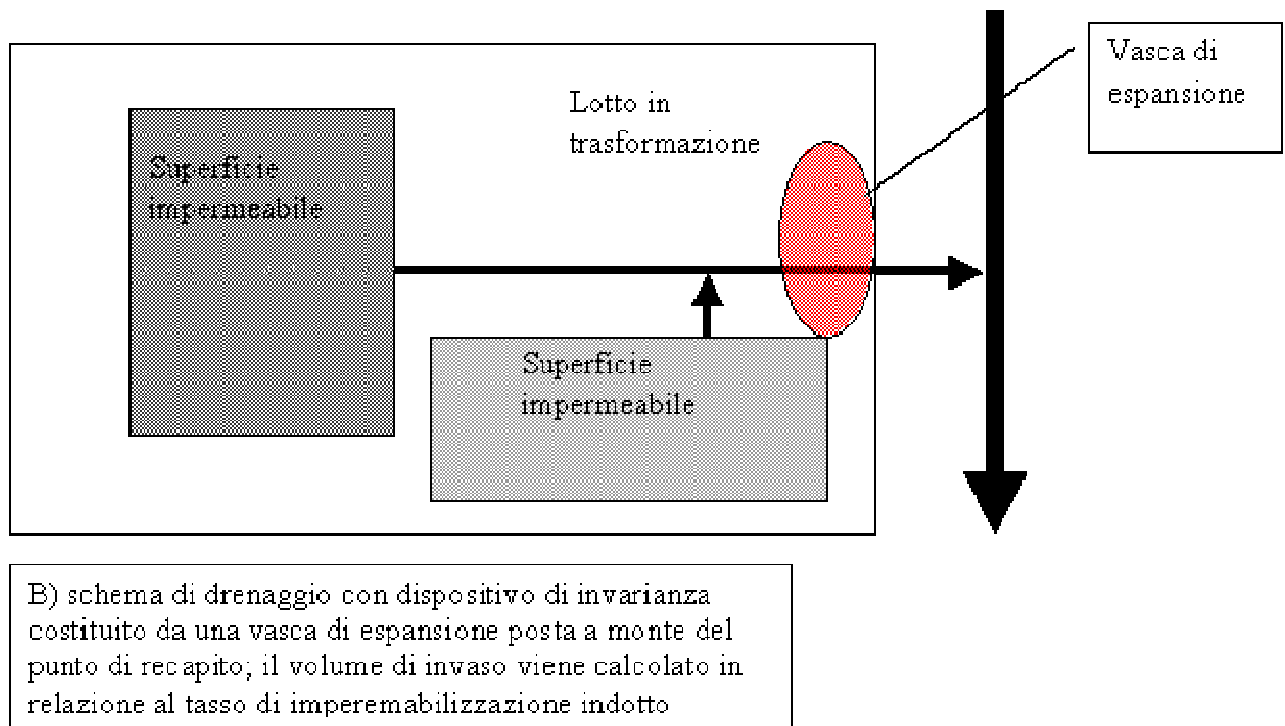 Vasca di
espansione
Lotto in
trasformazione
Superficie
impermeabile
Superficie
impermeabile
B) schema di drenaggio con dispositivo di invarianza
costituito da una vasca di espansione posta a monte del
punto di recapito; il volume di invaso viene calcolato in
relazione al tasso di imperemabilizzazione indotto